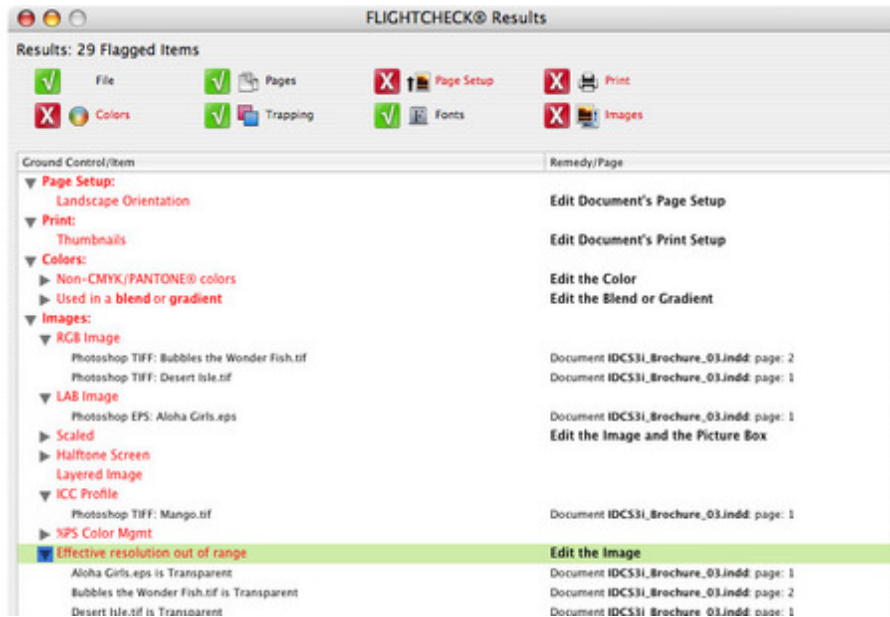 FLIGHTCHECK® Results
Results: 29 Flagged Items
File Pages Page Setup Print
Colors Trapping Fonts Images
Ground Control/Item Remedy/Page
Page Setup:
Landscape Orientation Edit Document's Page Setup
Print:
Thumbnails Edit Document's Print Setup
Colors:
Non-CMYK/PANTONE® colors Edit the Color
Used in a blend or gradient Edit the Blend or Gradient
Images:
RGB Image
Photoshop TIFF: Bubbles the Wonder Fish.tif Document IDCS3i_Brochure_03.indd: page: 2
Photoshop TIFF: Desert Isle.tif Document IDCS3i_Brochure_03.indd: page: 1
LAB Image
Photoshop EPS: Aloha Girls.eps Document IDCS3i_Brochure_03.indd: page: 1
Scaled Edit the Image and the Picture Box
Halftone Screen
Layered Image
ICC Profile
Photoshop TIFF: Mango.tif Document IDCS3i_Brochure_03.indd: page: 1
%PS Color Mgmt
Effective resolution out of range Edit the Image
Aloha Girls.eps is Transparent Document IDCS3i_Brochure_03.indd: page: 1
Bubbles the Wonder Fish.tif is Transparent Document IDCS3i_Brochure_03.indd: page: 2
Desert Isle.tif is Transparent Document IDCS3i_Brochure_03.indd: page: 1